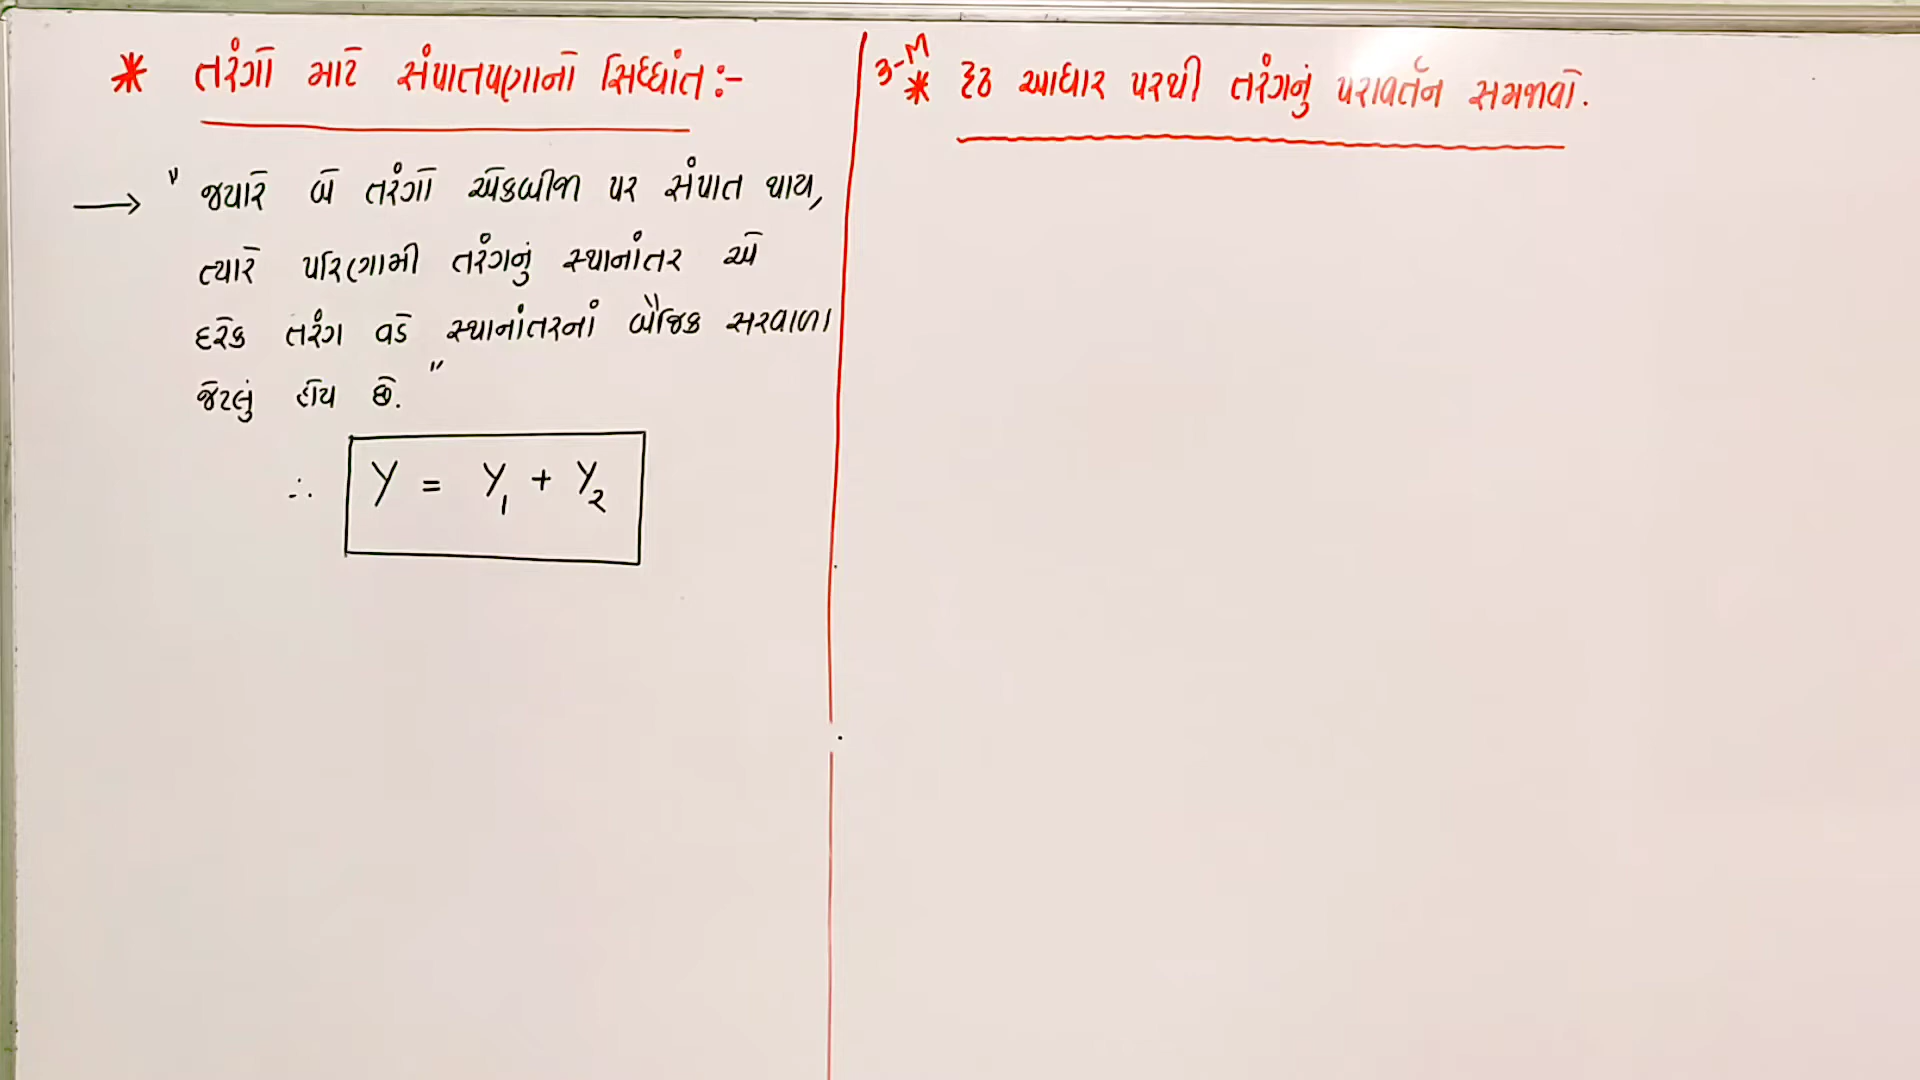 * તરંગો માટે સંપાતપણાનો સિધ્ધાંત :-
→ " જયારે બે તરંગો એકબીજા પર સંપાત થાય,
ત્યારે પરિણામી તરંગનું સ્થાનાંતર એ
દરેક તરંગ વડે સ્થાનાંતરનાં બૈજિક સરવાળા
જેટલું હોય છે. "
∴ Y = Y₁ + Y₂
3-M
* દ્રઢ આધાર પરથી તરંગનું પરાવર્તન સમજાવો.